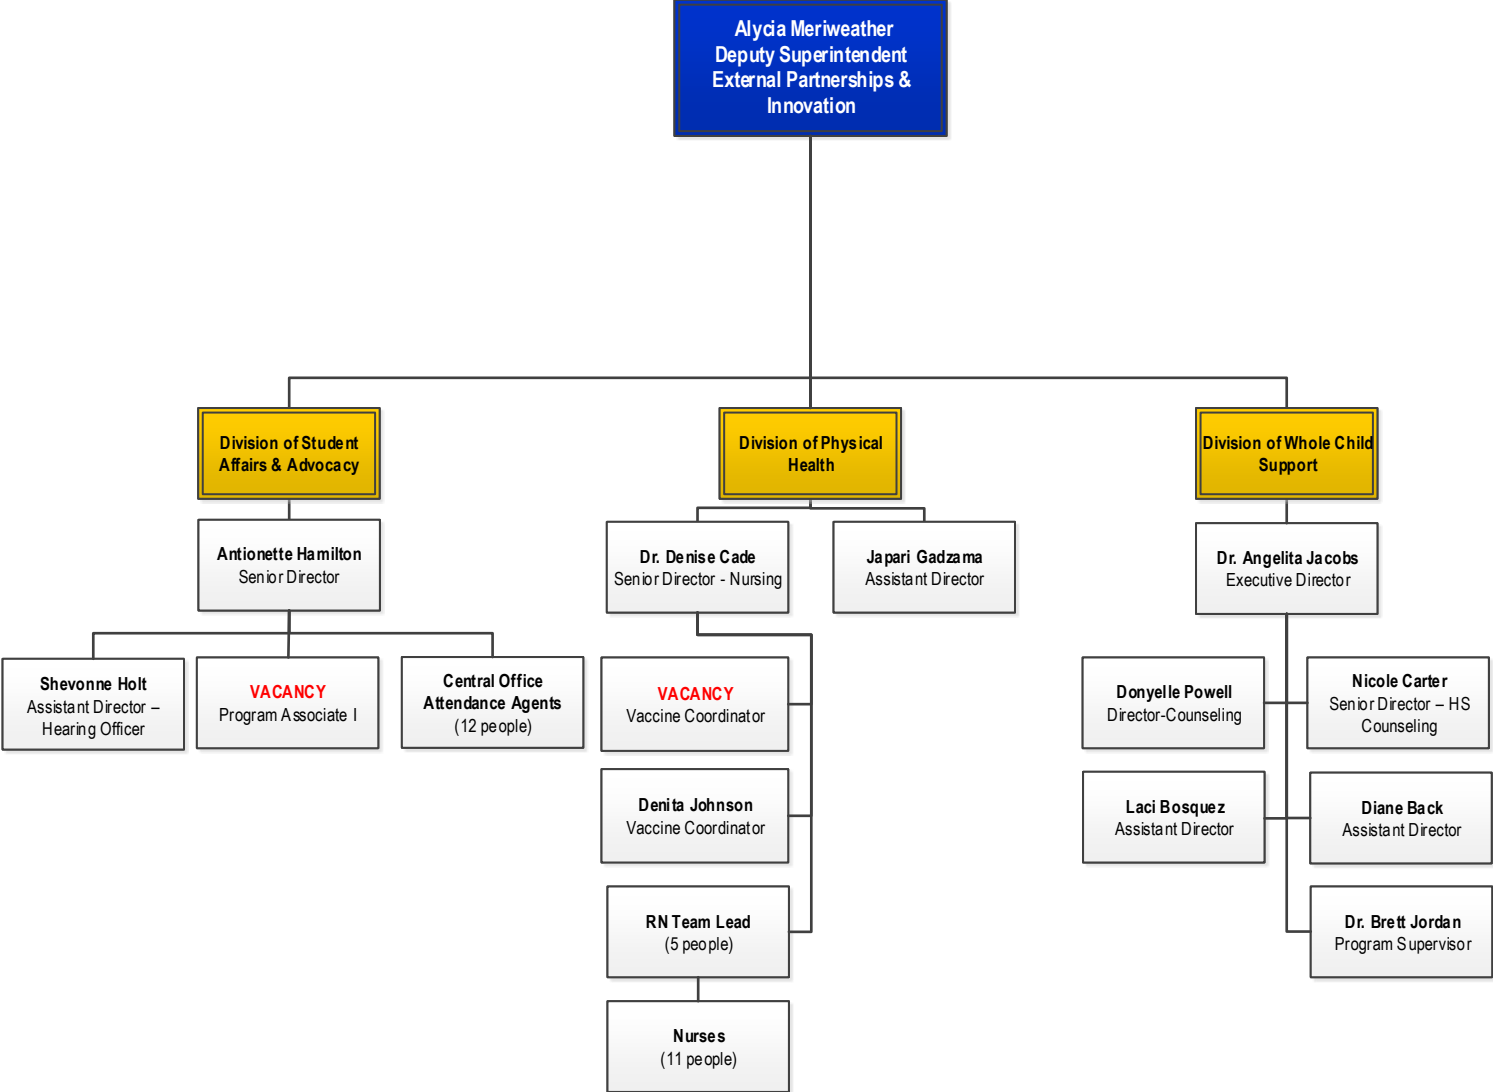 Alycia Meriweather
Deputy Superintendent
External Partnerships &
Innovation
Division of Student
Affairs & Advocacy
Division of Physical
Health
Division of Whole Child
Support
Antionette Hamilton
Senior Director
Dr. Denise Cade
Senior Director - Nursing
Japari Gadzama
Assistant Director
Dr. Angelita Jacobs
Executive Director
Shevonne Holt
Assistant Director –
Hearing Officer
VACANCY
Program Associate I
Central Office
Attendance Agents
(12 people)
VACANCY
Vaccine Coordinator
Donyelle Powell
Director-Counseling
Nicole Carter
Senior Director – HS
Counseling
Denita Johnson
Vaccine Coordinator
Laci Bosquez
Assistant Director
Diane Back
Assistant Director
RN Team Lead
(5 people)
Dr. Brett Jordan
Program Supervisor
Nurses
(11 people)